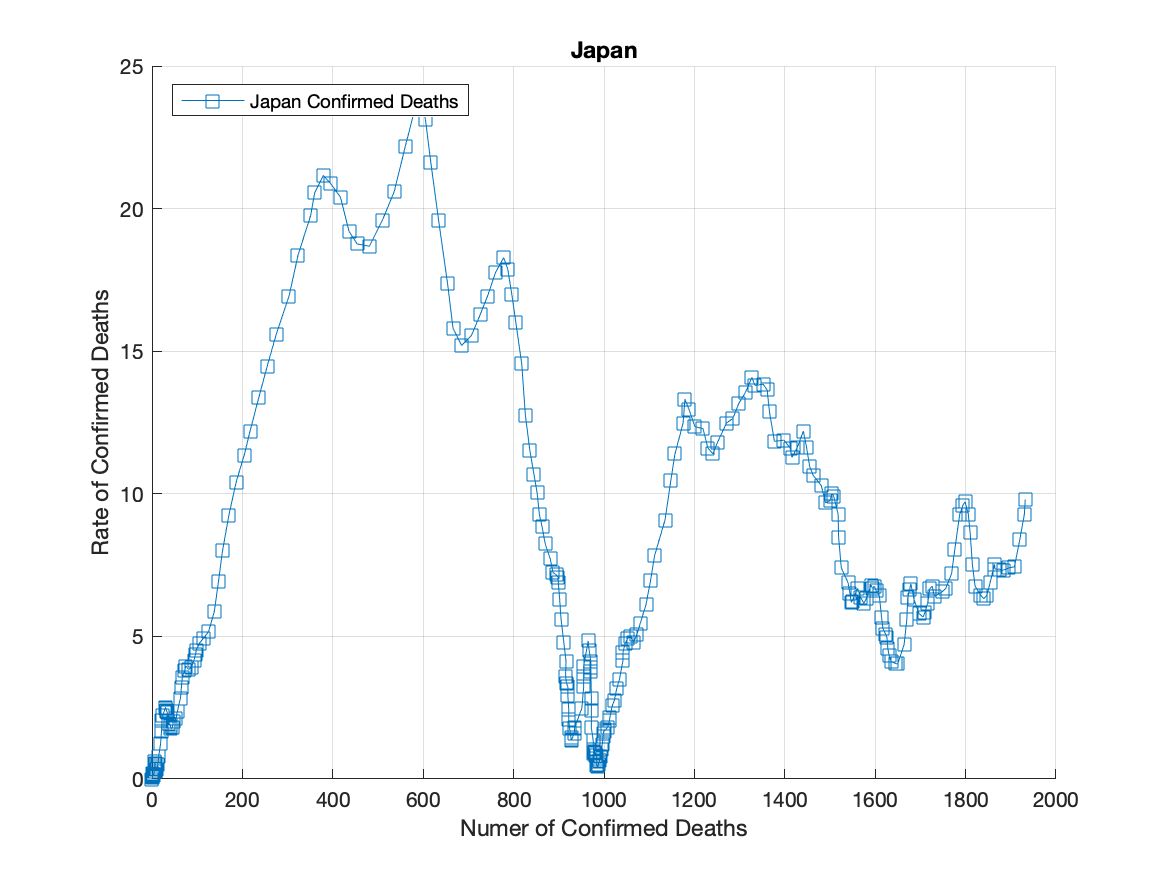 Japan
Japan Confirmed Deaths
25
20
15
10
5
0
Rate of Confirmed Deaths
0 200 400 600 800 1000 1200 1400 1600 1800 2000
Numer of Confirmed Deaths